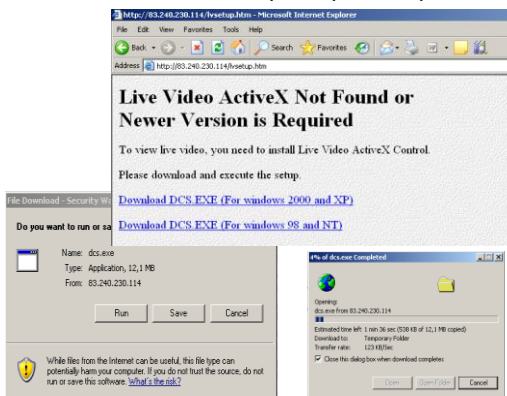 http://83.240.230.114/lvsetup.htm - Microsoft Internet Explorer
File Edit View Favorites Tools Help
Back Search Favorites
Address http://83.240.230.114/lvsetup.htm
Live Video ActiveX Not Found or
Newer Version is Required
To view live video, you need to install Live Video ActiveX Control.
Please download and execute the setup.
Download DCS.EXE (For windows 2000 and XP)
Download DCS.EXE (For windows 98 and NT)
File Download - Security Wa
Do you want to run or sa
Name: dcs.exe
Type: Application, 12,1 MB
From: 83.240.230.114
Run Save Cancel
While files from the Internet can be useful, this file type can
potentially harm your computer. If you do not trust the source, do not
run or save this software. What's the risk?
4% of dcs.exe Completed
Opening:
dcs.exe from 83.240.230.114
Estimated time left: 1 min 36 sec (538 KB of 12,1 MB copied)
Download to: Temporary Folder
Transfer rate: 123 KB/Sec
Close this dialog box when download completes
Open Open Folder Cancel